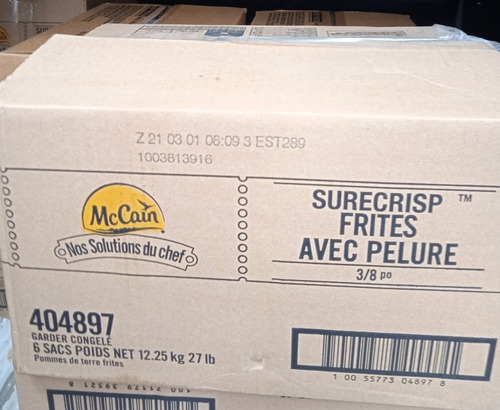 Z 21 03 01 06:09 3 EST289
1003813916
McCain
Nos Solutions du chef
SURECRISP ™
FRITES
AVEC PELURE
3/8 po
404897
GARDER CONGELÉ
6 SACS POIDS NET 12.25 kg 27 lb
Pommes de terre frites
1 00 55773 04897 8